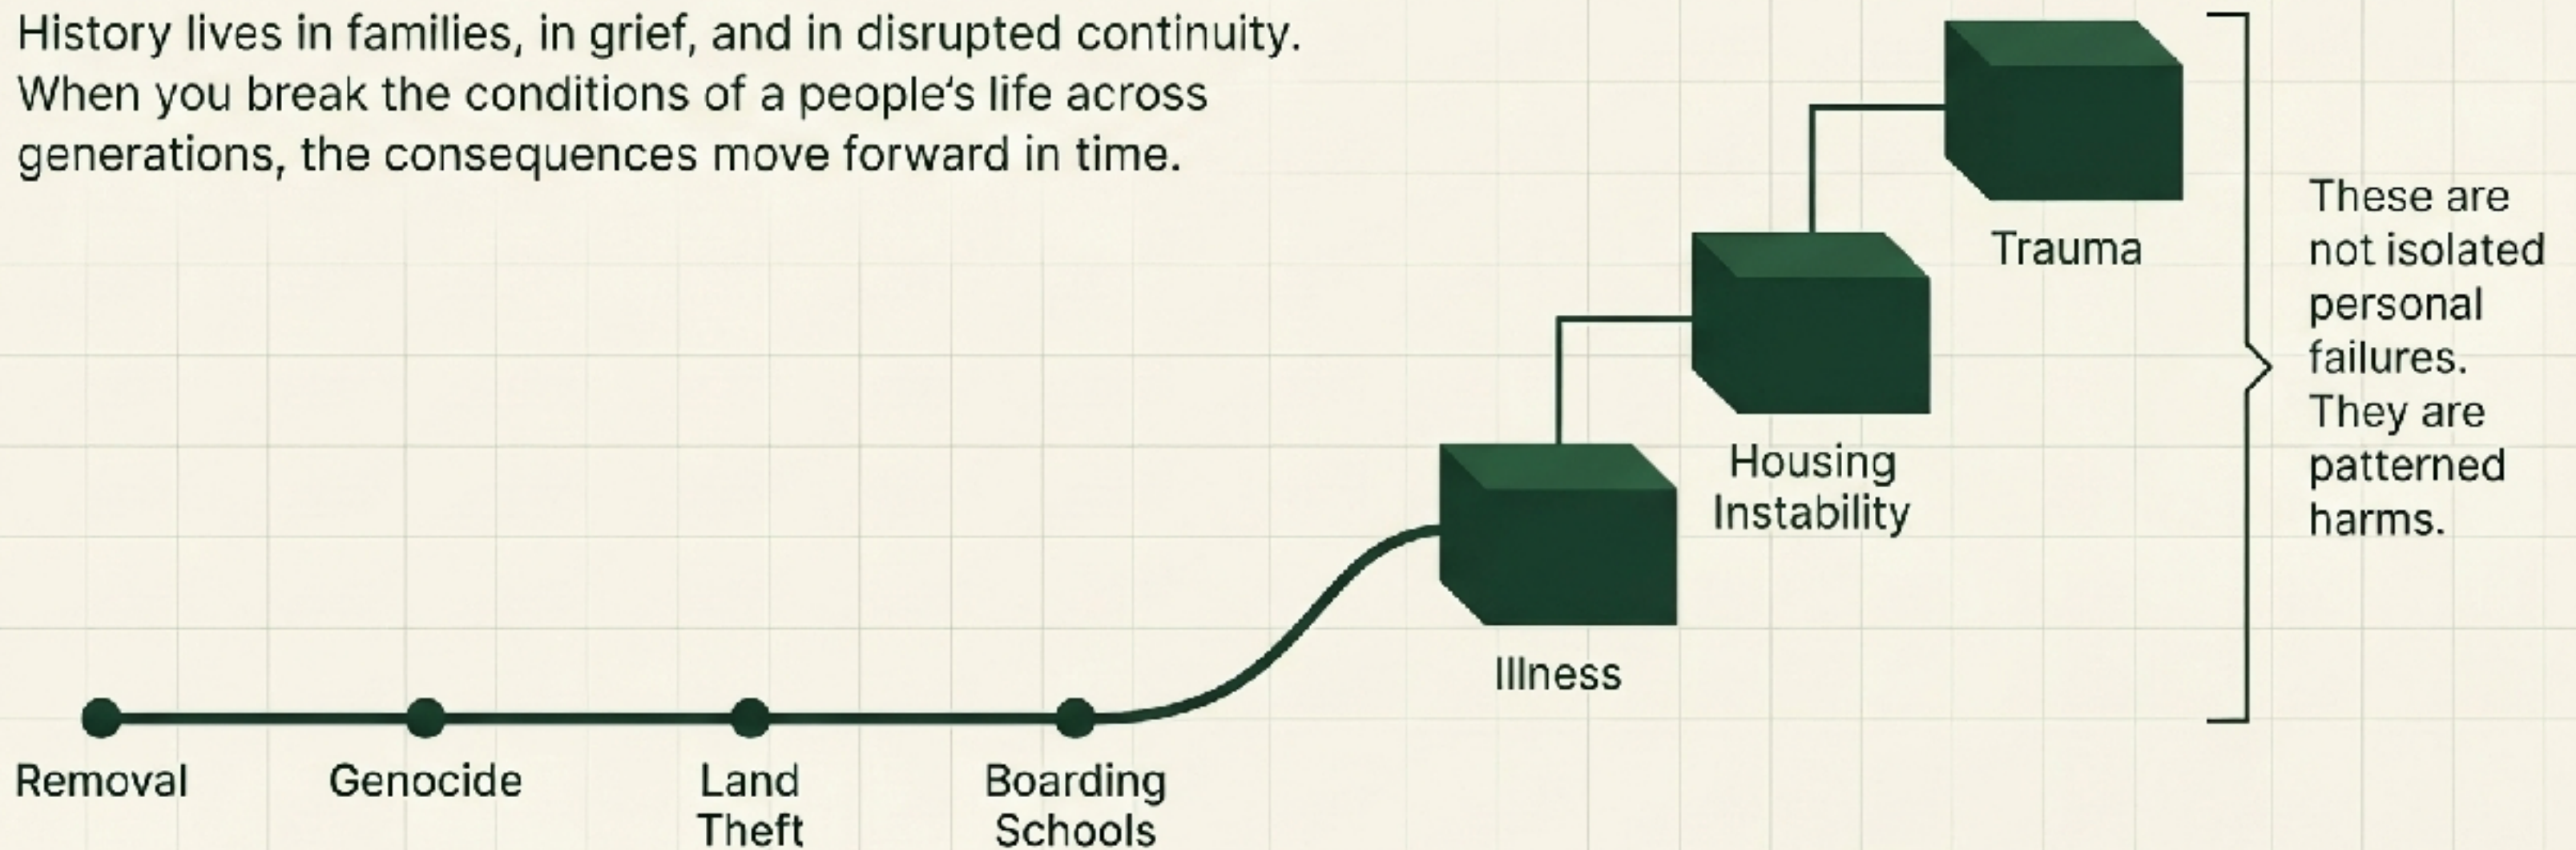 History lives in families, in grief, and in disrupted continuity.
When you break the conditions of a people‘s life across
generations, the consequences move forward in time.
Trauma
Housing
Instability
Illness
Removal
Genocide
Land
Theft
Boarding
Schools
These are
not isolated
personal
failures.
They are
patterned
harms.